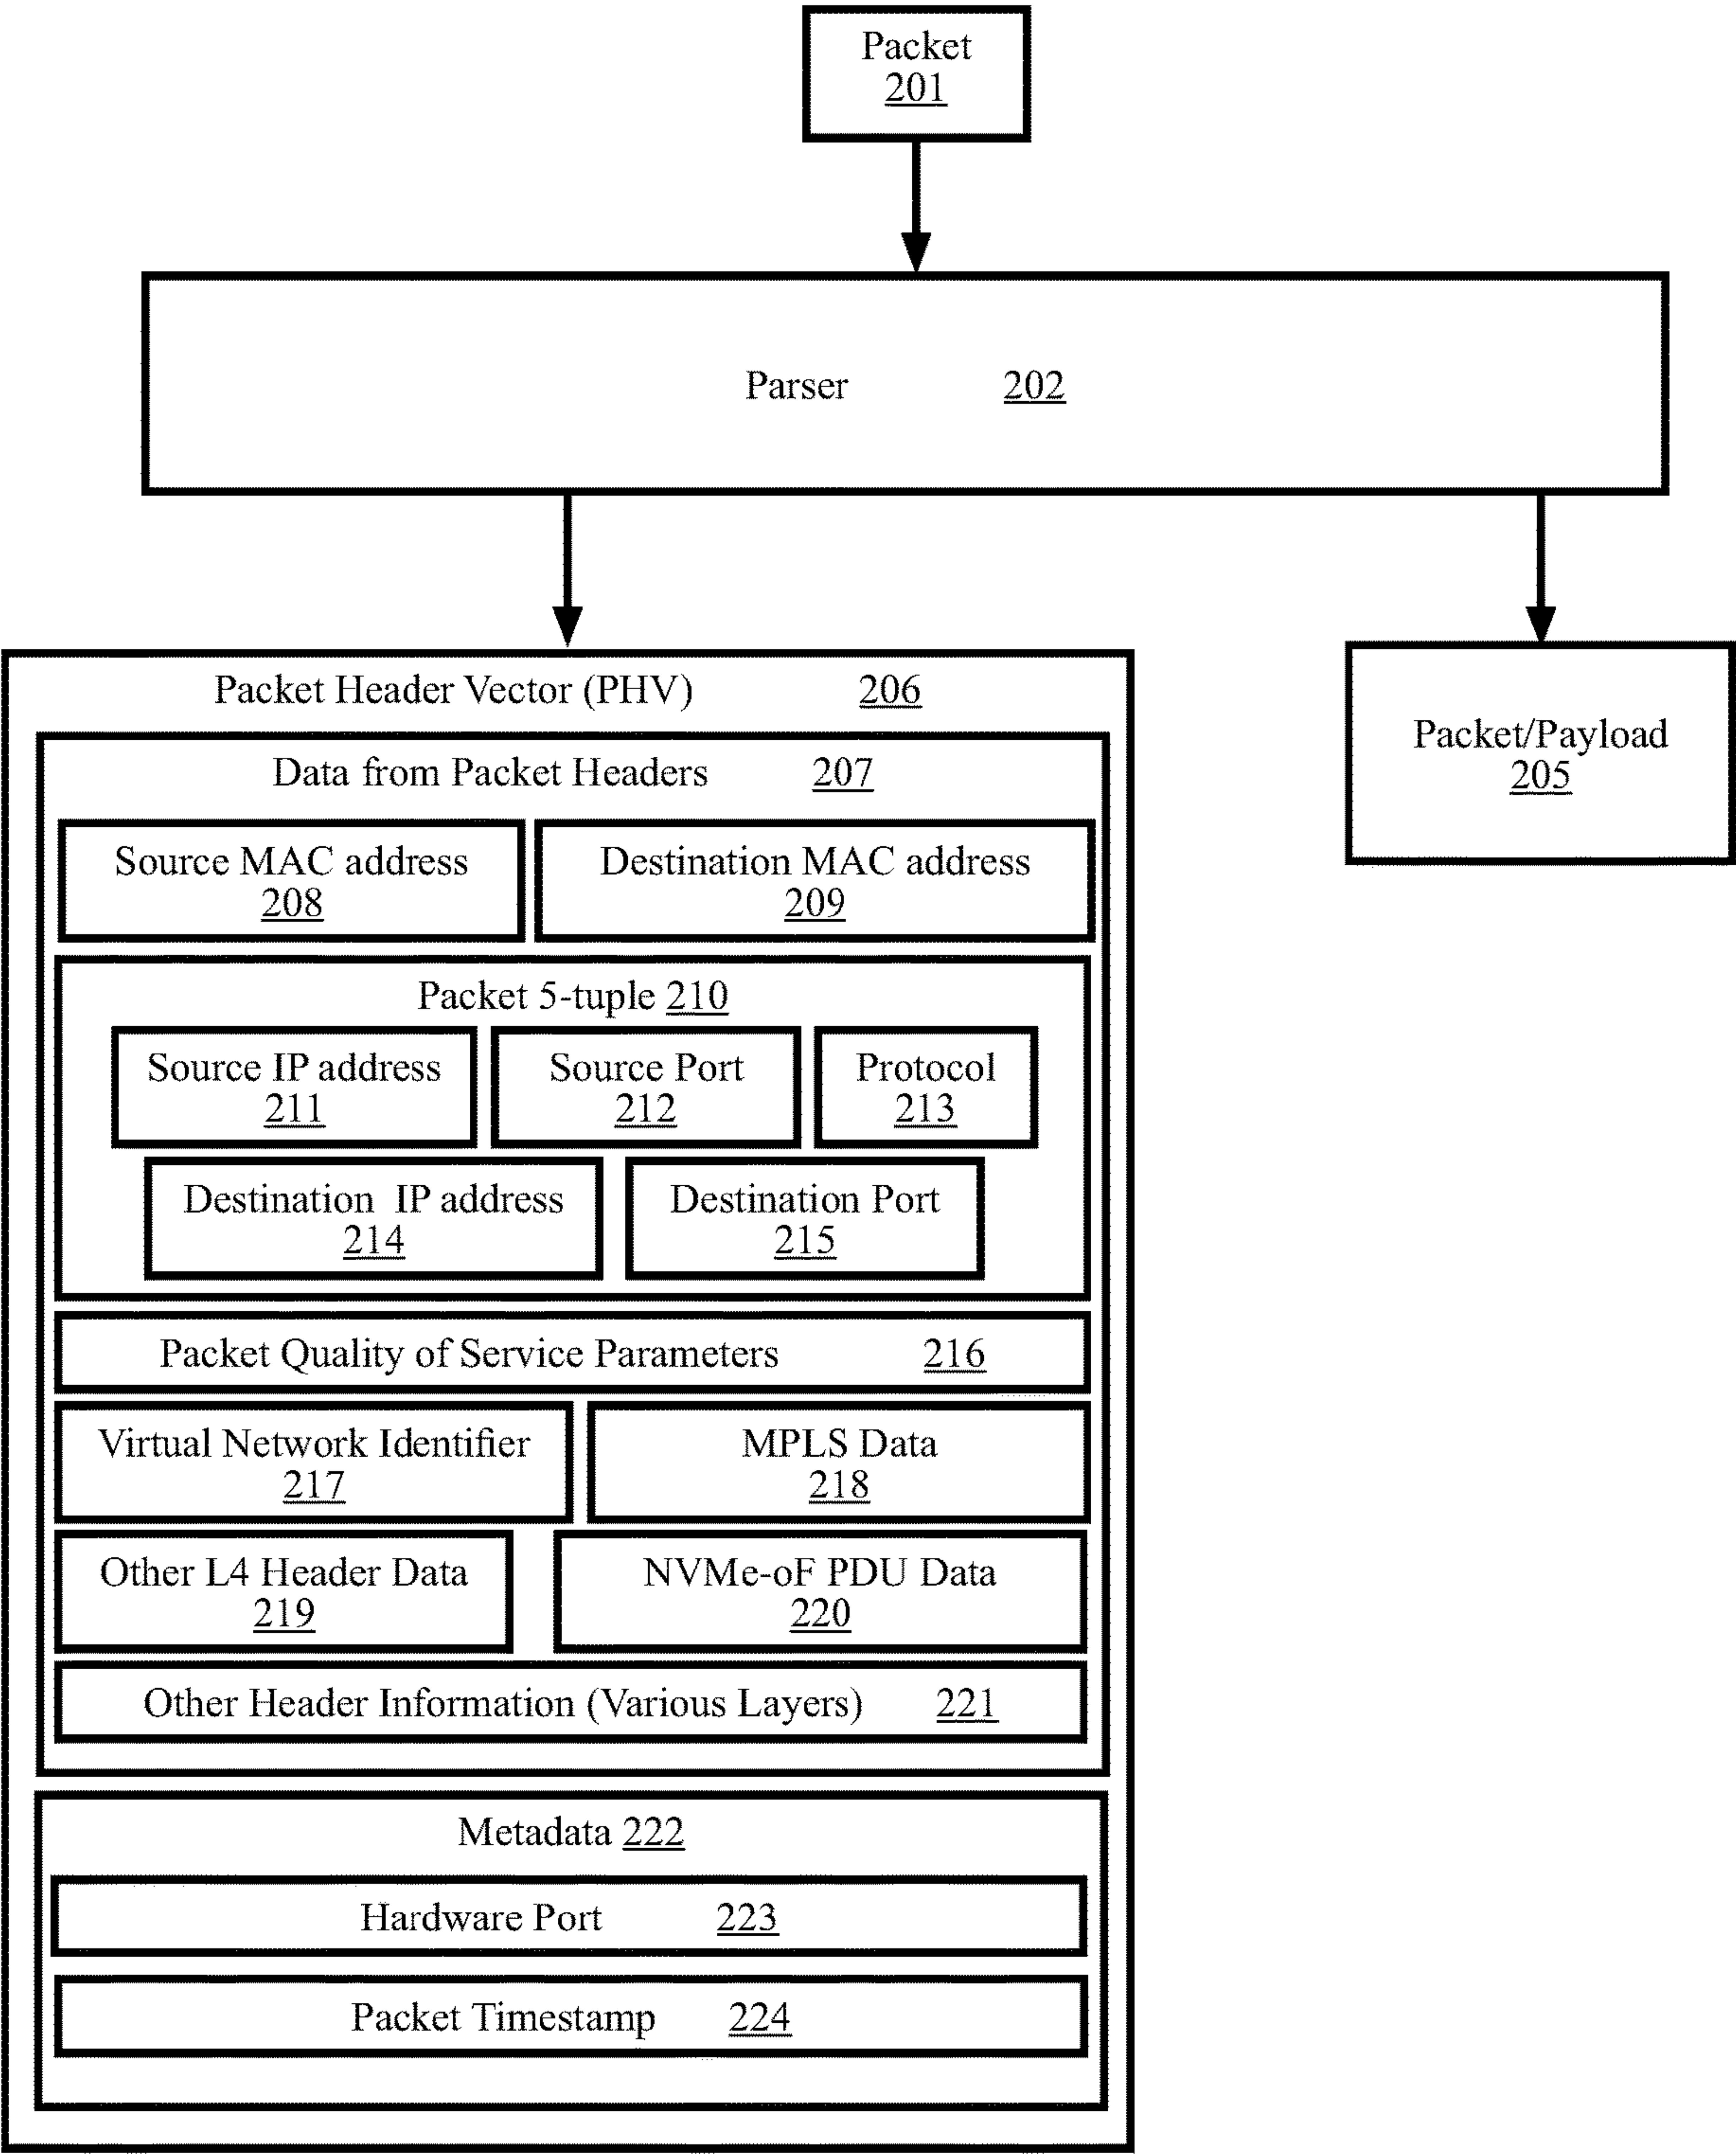 Packet
201
Parser 202
Packet Header Vector (PHV) 206
Data from Packet Headers 207
Source MAC address
208
Destination MAC address
209
Packet 5-tuple 210
Source IP address
211
Source Port
212
Protocol
213
Destination IP address
214
Destination Port
215
Packet Quality of Service Parameters 216
Virtual Network Identifier
217
MPLS Data
218
Other L4 Header Data
219
NVMe-oF PDU Data
220
Other Header Information (Various Layers) 221
Metadata 222
Hardware Port 223
Packet Timestamp 224
Packet/Payload
205